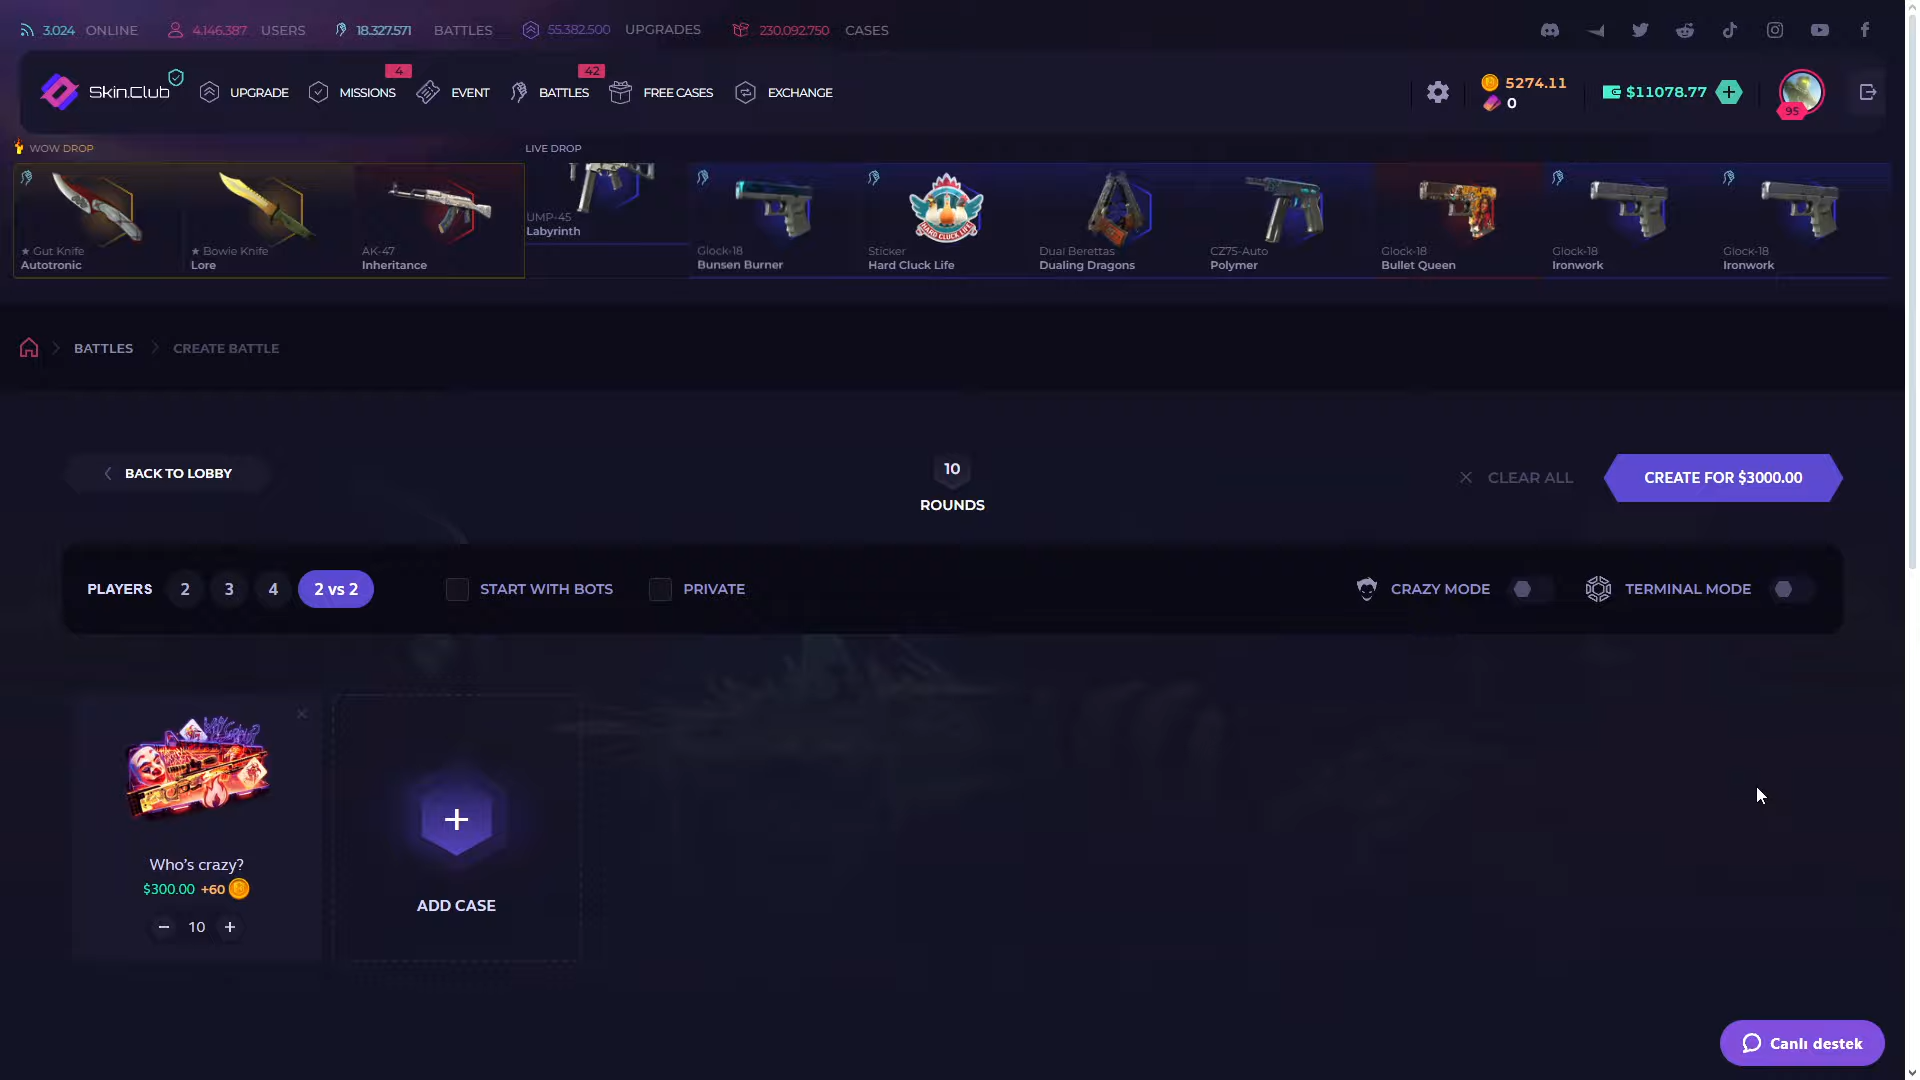 3.024 ONLINE 4.146.387 USERS 18.327.571 BATTLES 55.382.500 UPGRADES 230.092.750 CASES
Skin.Club UPGRADE 4 MISSIONS EVENT 42 BATTLES FREE CASES EXCHANGE
5274.11
0
$11078.77
95
WOW DROP
LIVE DROP
★ Gut Knife
Autotronic
★ Bowie Knife
Lore
AK-47
Inheritance
UMP-45
Labyrinth
Glock-18
Bunsen Burner
Sticker
Hard Cluck Life
HARD CLUCK LIFE
Dual Berettas
Dualing Dragons
CZ75-Auto
Polymer
Glock-18
Bullet Queen
Glock-18
Ironwork
Glock-18
Ironwork
BATTLES CREATE BATTLE
BACK TO LOBBY
10
ROUNDS
CLEAR ALL
CREATE FOR $3000.00
PLAYERS 2 3 4 2 vs 2 START WITH BOTS PRIVATE CRAZY MODE TERMINAL MODE
Who's crazy?
$300.00 +60
− 10 +
+
ADD CASE
Canlı destek